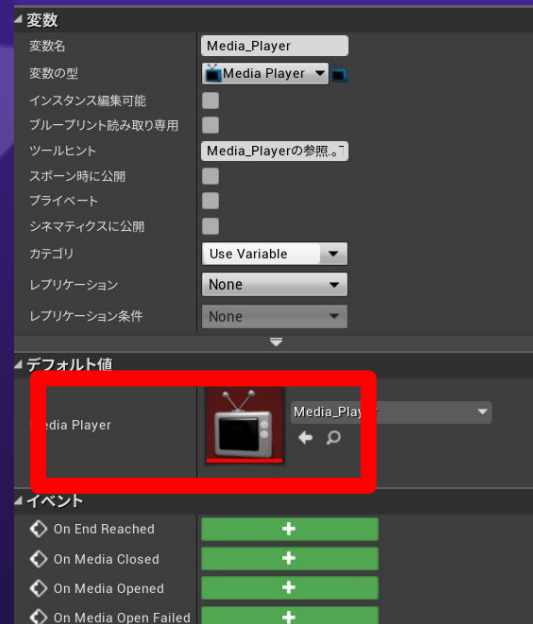 変数
変数名 Media_Player
変数の型 Media Player
インスタンス編集可能
ブループリント読み取り専用
ツールヒント Media_Playerの参照。
スポーン時に公開
プライベート
シネマティクスに公開
カテゴリ Use Variable
レプリケーション None
レプリケーション条件 None
デフォルト値
edia Player Media_Play
イベント
On End Reached
On Media Closed
On Media Opened
On Media Open Failed